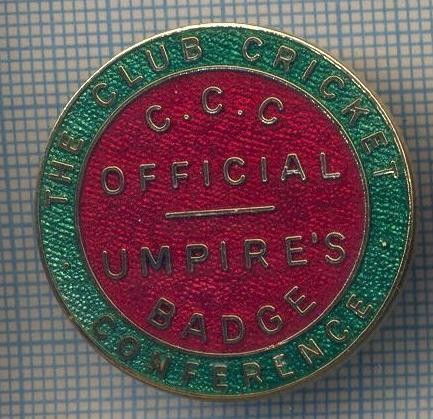 THE CLUB CRICKET
C.C.C
OFFICIAL
UMPIRE'S
BADGE
CONFERENCE